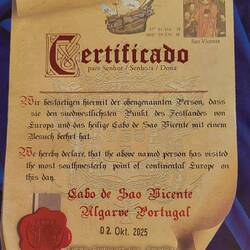 San Vicente
Certificado
para Senhor / Senhora / Dona
Wir bestaetigen hiermit der obengenannten Person, dass
sie den suedwestlichsten Punkt des Festlandes von
Europa und das heilige Cabo de Sao Vicente mit einem
Besuch beehrt hat.
We hereby declare, that the above named person has visited
the most southwesterly point of continental Europe on
this day.
Cabo de Sao Vicente
Algarve Portugal
02 Okt. 2025